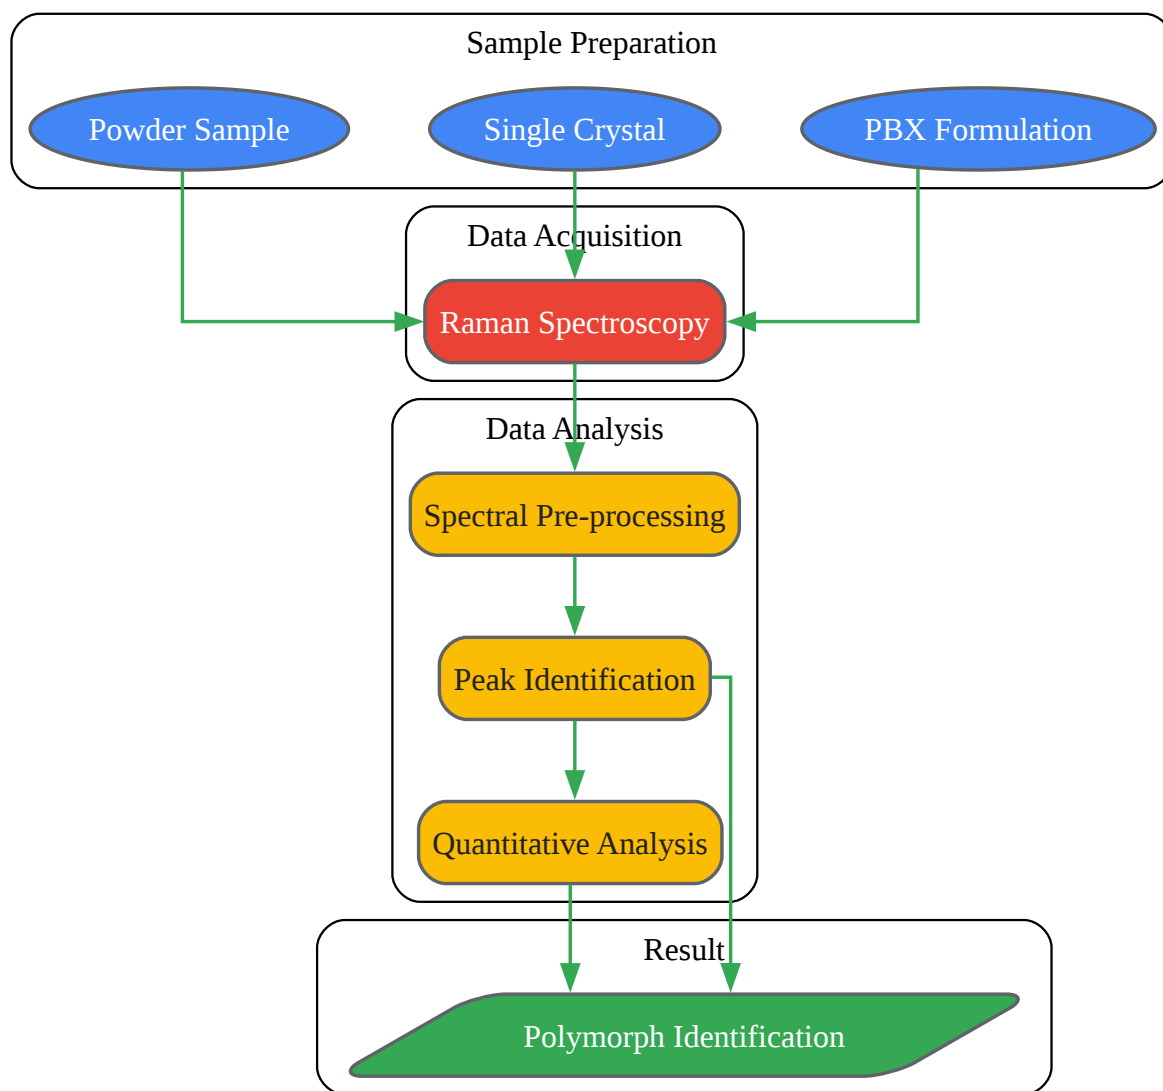 Sample Preparation
Powder Sample
Single Crystal
PBX Formulation
Data Acquisition
Raman Spectroscopy
Data Analysis
Spectral Pre-processing
Peak Identification
Quantitative Analysis
Result
Polymorph Identification